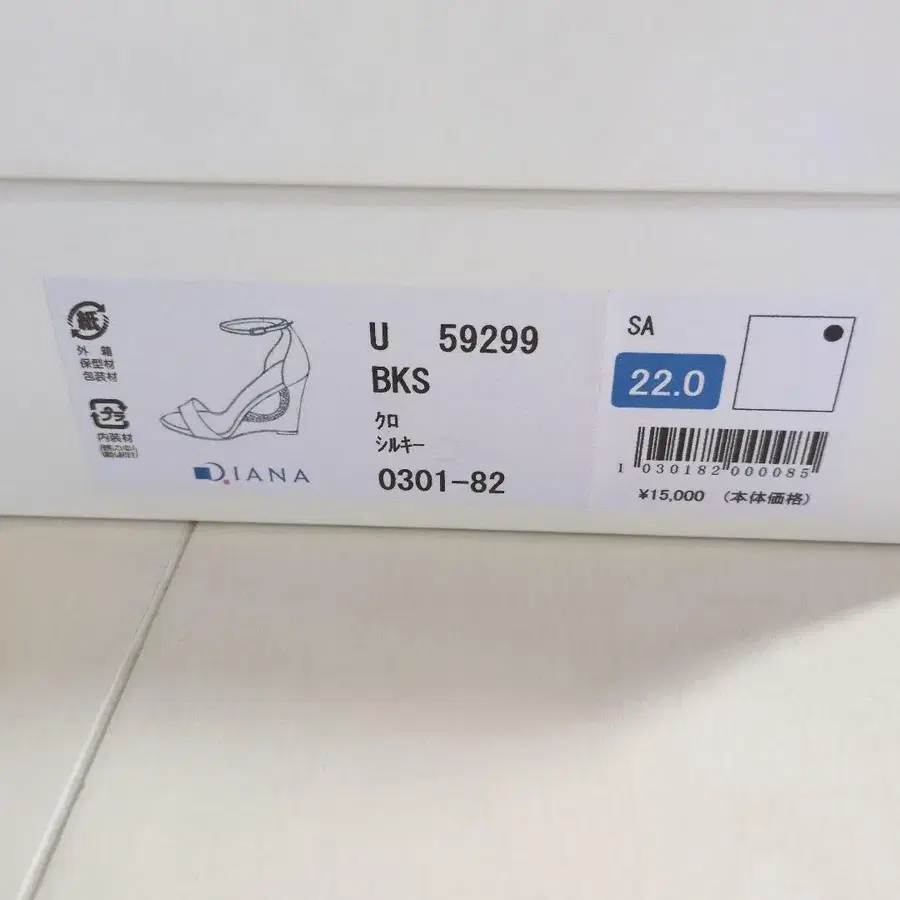 紙
外 箱
保型材
包装材
プラ
内装材
DIANA
U 59299
BKS
クロ
シルキー
0301-82
SA
22.0
1 030182 000085
¥15,000 (本体価格)